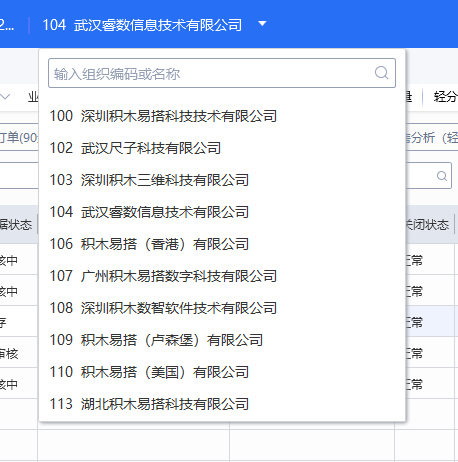 2...
104 武汉睿数信息技术有限公司
输入组织编码或名称
业
量 轻分
订单(90
售分析（轻
100 深圳积木易搭科技技术有限公司
102 武汉尺子科技有限公司
103 深圳积木三维科技有限公司
104 武汉睿数信息技术有限公司
据状态
关闭状态
106 积木易搭（香港）有限公司
核中
正常
107 广州积木易搭数字科技有限公司
核中
正常
108 深圳积木数智软件技术有限公司
存
正常
109 积木易搭（卢森堡）有限公司
审核
正常
110 积木易搭（美国）有限公司
核中
正常
113 湖北积木易搭科技有限公司